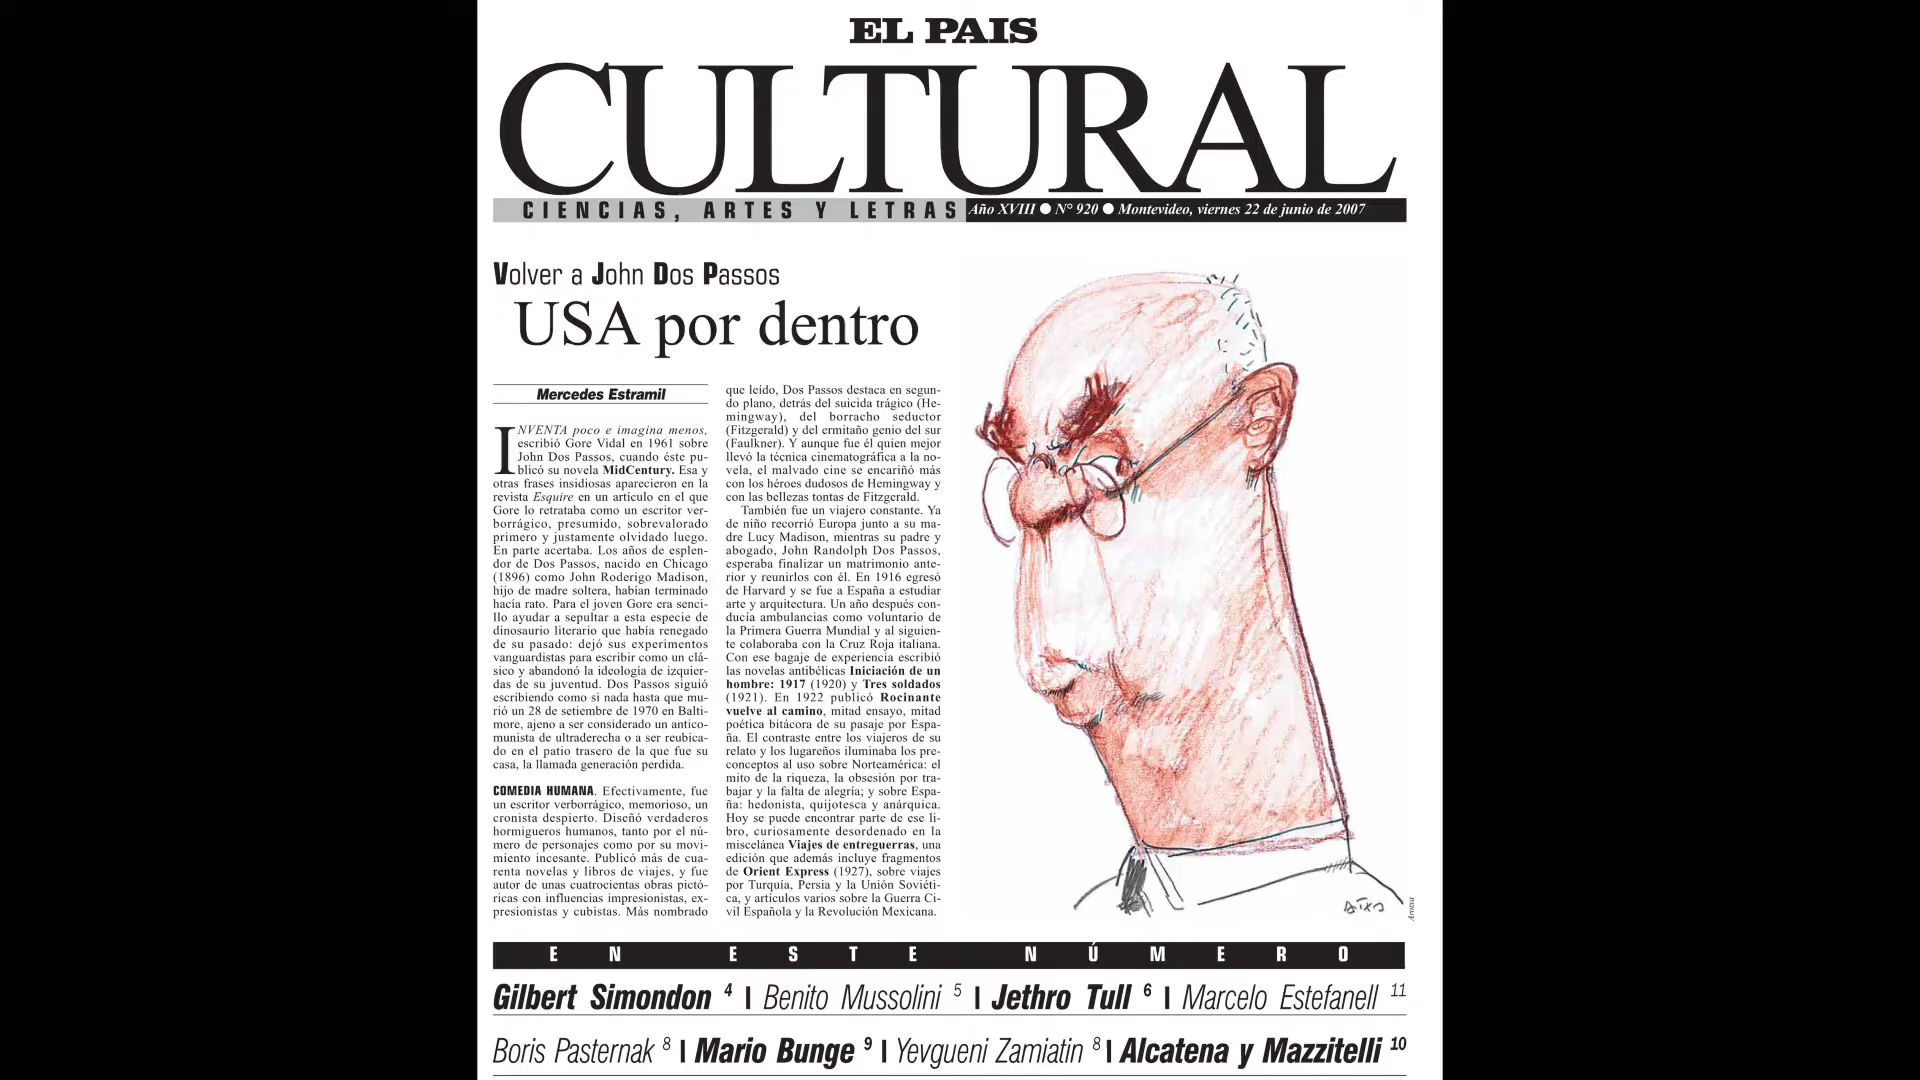 EL PAIS
CULTURAL
CIENCIAS, ARTES Y LETRAS
Año XVIII ● N° 920 ● Montevideo, viernes 22 de junio de 2007
Volver a John Dos Passos
USA por dentro
Mercedes Estramil
INVENTA poco e imagina menos,
escribió Gore Vidal en 1961 sobre
John Dos Passos, cuando éste pu-
blicó su novela MidCentury. Esa y
otras frases insidiosas aparecieron en la
revista Esquire en un artículo en el que
Gore lo retrataba como un escritor ver-
borrágico, presumido, sobrevalorado
primero y justamente olvidado luego.
En parte acertaba. Los años de esplen-
dor de Dos Passos, nacido en Chicago
(1896) como John Roderigo Madison,
hijo de madre soltera, habían terminado
hacía rato. Para el joven Gore era senci-
llo ayudar a sepultar a esta especie de
dinosaurio literario que había renegado
de su pasado: dejó sus experimentos
vanguardistas para escribir como un clá-
sico y abandonó la ideología de izquier-
das de su juventud. Dos Passos siguió
escribiendo como si nada hasta que mu-
rió un 28 de setiembre de 1970 en Balti-
more, ajeno a ser considerado un antico-
munista de ultraderecha o a ser reubica-
do en el patio trasero de la que fue su
casa, la llamada generación perdida.
COMEDIA HUMANA. Efectivamente, fue
un escritor verborrágico, memorioso, un
cronista despierto. Diseñó verdaderos
hormigueros humanos, tanto por el nú-
mero de personajes como por su movi-
miento incesante. Publicó más de cua-
renta novelas y libros de viajes, y fue
autor de unas cuatrocientas obras pictó-
ricas con influencias impresionistas, ex-
presionistas y cubistas. Más nombrado
que leído, Dos Passos destaca en segun-
do plano, detrás del suicida trágico (He-
mingway), del borracho seductor
(Fitzgerald) y del ermitaño genio del sur
(Faulkner). Y aunque fue él quien mejor
llevó la técnica cinematográfica a la no-
vela, el malvado cine se encariñó más
con los héroes dudosos de Hemingway y
con las bellezas tontas de Fitzgerald.
También fue un viajero constante. Ya
de niño recorrió Europa junto a su ma-
dre Lucy Madison, mientras su padre y
abogado, John Randolph Dos Passos,
esperaba finalizar un matrimonio ante-
rior y reunirlos con él. En 1916 egresó
de Harvard y se fue a España a estudiar
arte y arquitectura. Un año después con-
ducía ambulancias como voluntario de
la Primera Guerra Mundial y al siguien-
te colaboraba con la Cruz Roja italiana.
Con ese bagaje de experiencia escribió
las novelas antibélicas Iniciación de un
hombre: 1917 (1920) y Tres soldados
(1921). En 1922 publicó Rocinante
vuelve al camino, mitad ensayo, mitad
poética bitácora de su pasaje por Espa-
ña. El contraste entre los viajeros de su
relato y los lugareños iluminaba los pre-
conceptos al uso sobre Norteamérica: el
mito de la riqueza, la obsesión por tra-
bajar y la falta de alegría; y sobre Espa-
ña: hedonista, quijotesca y anárquica.
Hoy se puede encontrar parte de ese li-
bro, curiosamente desordenado en la
miscelánea Viajes de entreguerras, una
edición que además incluye fragmentos
de Orient Express (1927), sobre viajes
por Turquía, Persia y la Unión Soviéti-
ca, y artículos varios sobre la Guerra Ci-
vil Española y la Revolución Mexicana.
Arotxa
EN ESTE NÚMERO
Gilbert Simondon 4 | Benito Mussolini 5 | Jethro Tull 6 | Marcelo Estefanell 11
Boris Pasternak 8 | Mario Bunge 9 | Yevgueni Zamiatin 8 | Alcatena y Mazzitelli 10